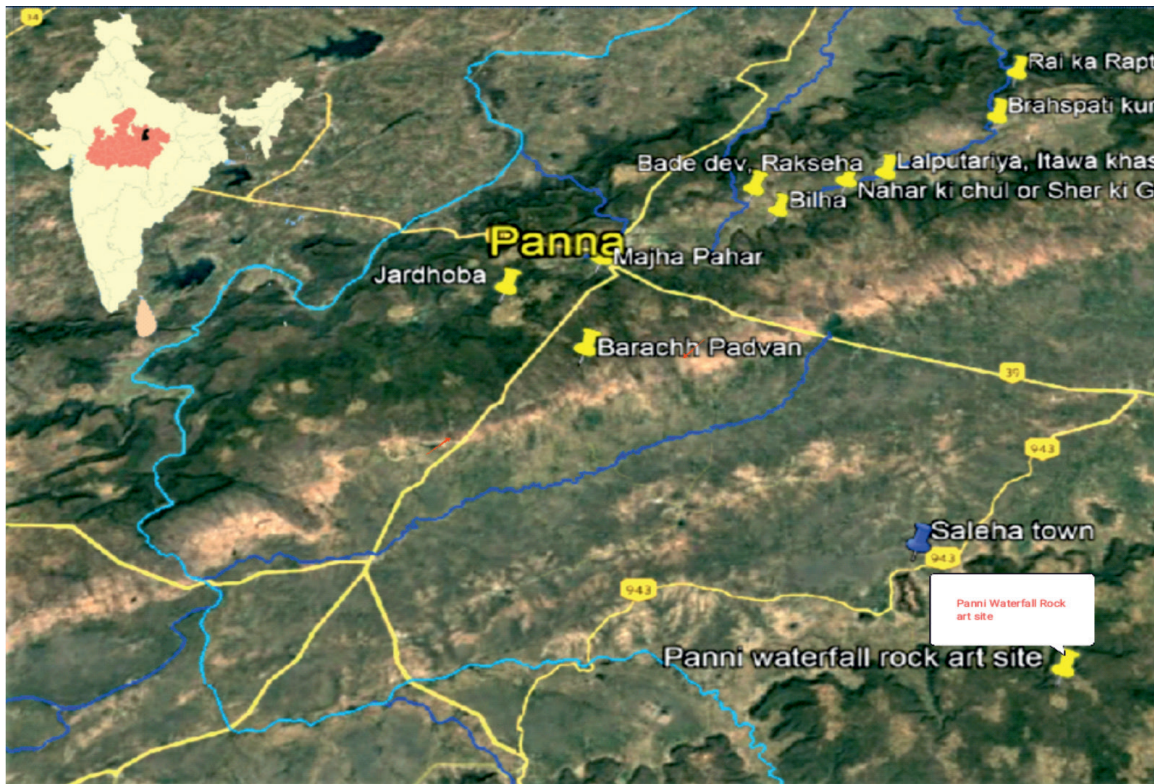 34
Rai ka Rapt
Brahspati kun
Bade dev, Rakseha
Lalputariya, Itawa khas
Nahar ki chul or Sher ki G
Bilha
Panna
Majha Pahar
Jardhoba
Barachh Padvan
39
943
Saleha town
943
943
Panni Waterfall Rock
art site
Panni waterfall rock art site